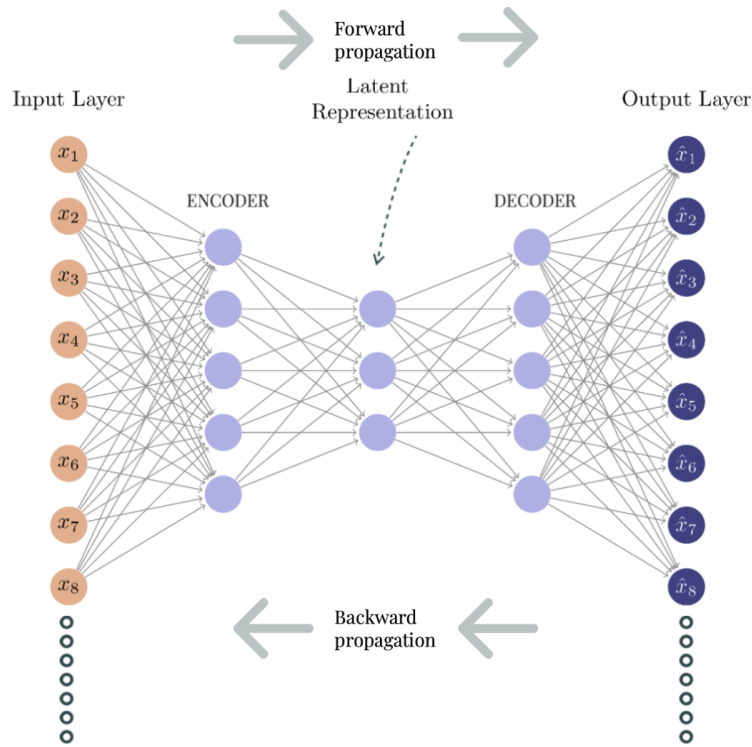 Forward
propagation
Latent
Representation
Input Layer
Output Layer
ENCODER
DECODER
x₁
x₂
x₃
x₄
x₅
x₆
x₇
x₈
x̂₁
x̂₂
x̂₃
x̂₄
x̂₅
x̂₆
x̂₇
x̂₈
Backward
propagation